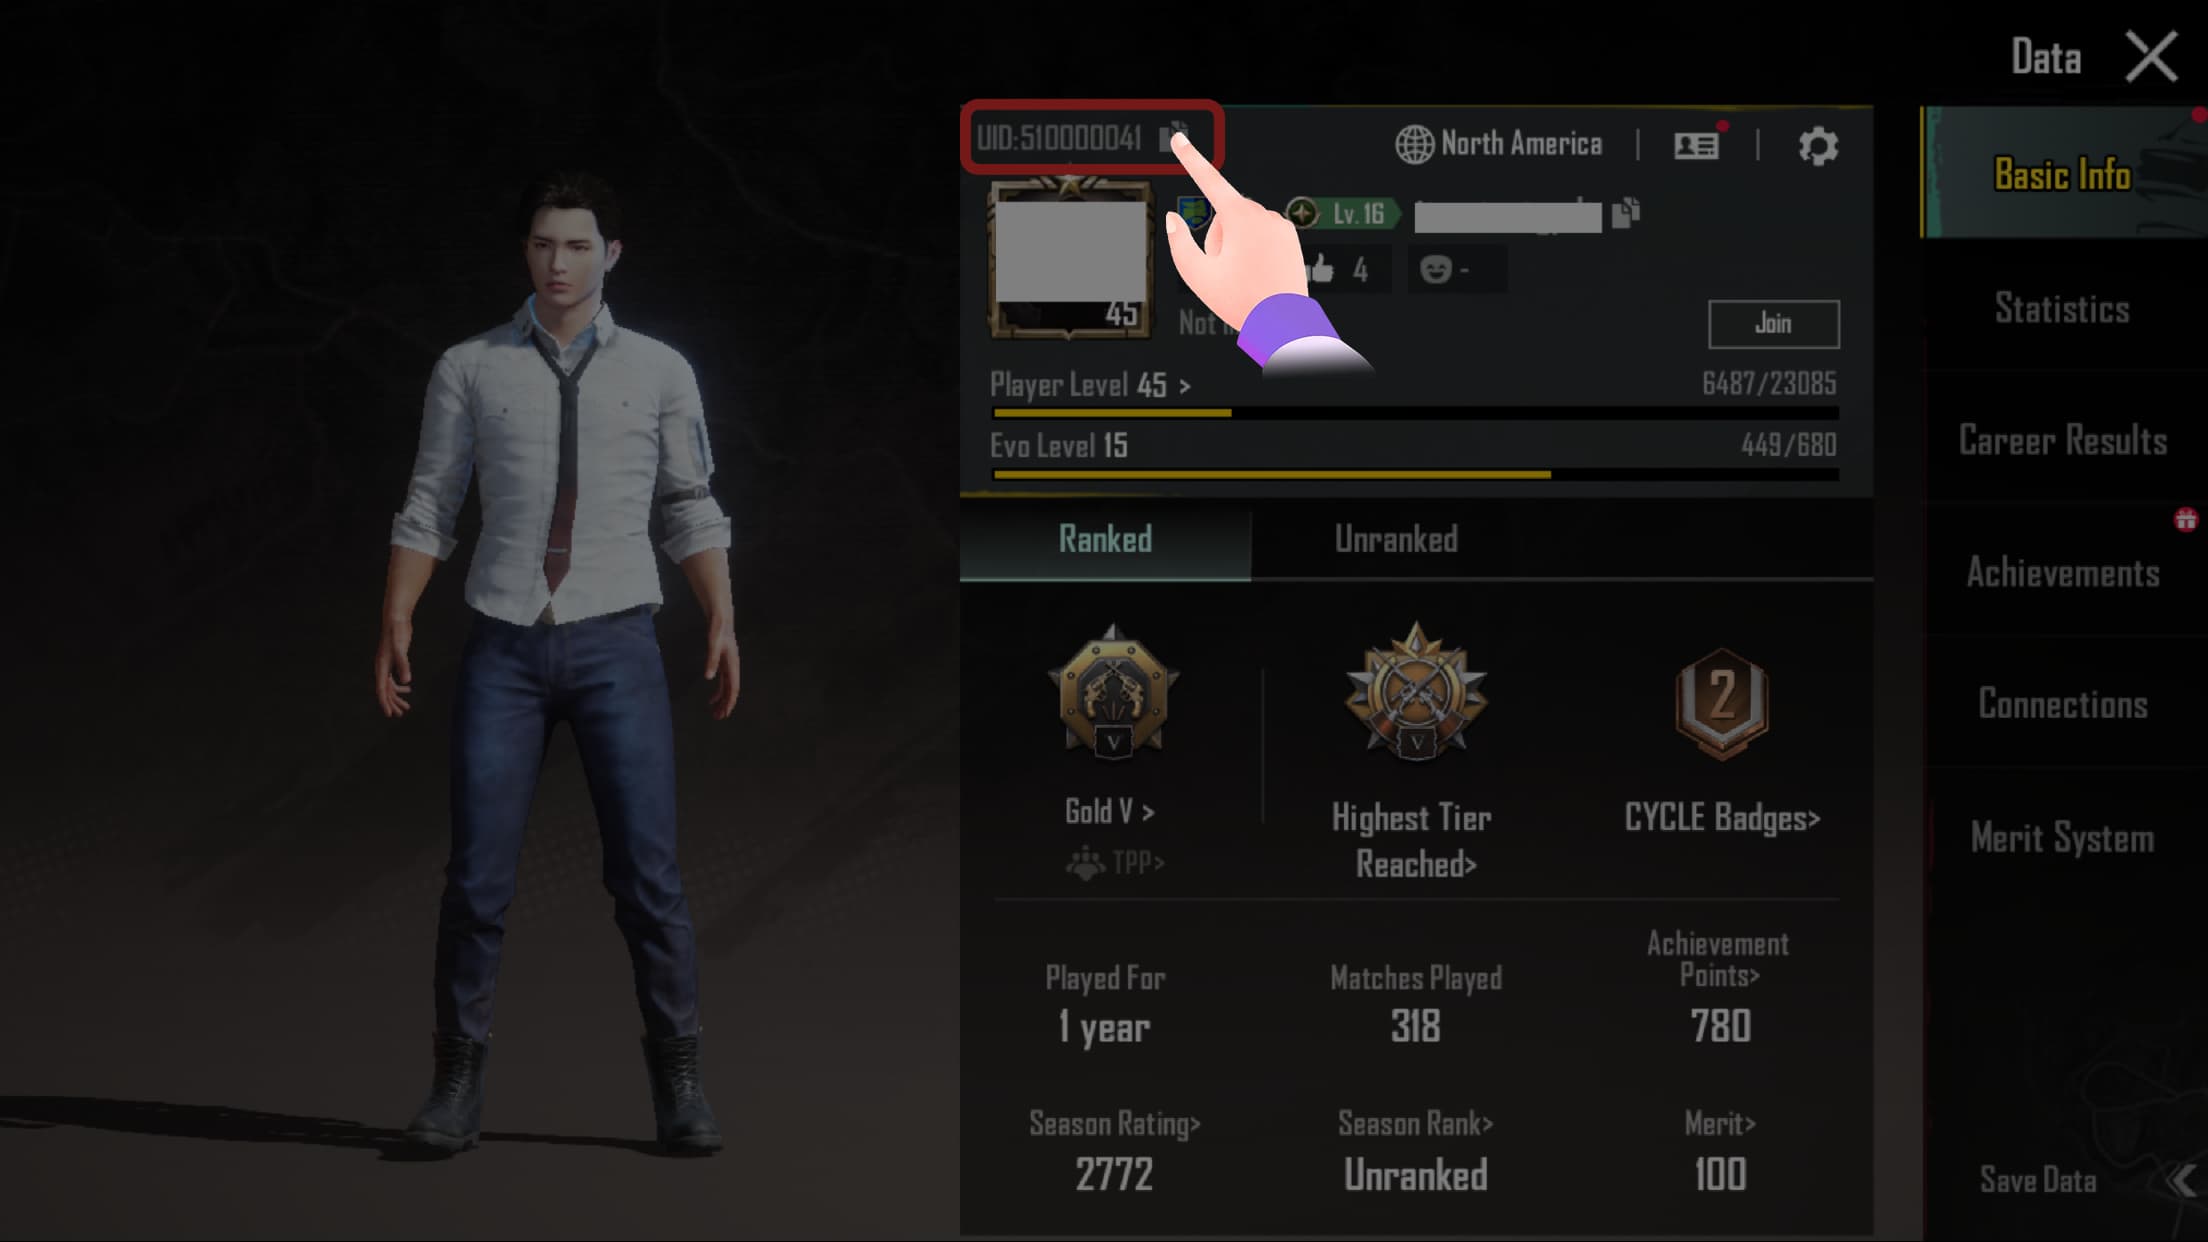 Data
UID:510000041
North America
Basic Info
Lv. 16
4
-
45
Not
Join
Statistics
Player Level 45 >
6487/23085
Evo Level 15
449/680
Career Results
Ranked
Unranked
Achievements
2
V
V
Connections
Gold V >
Highest Tier
Reached>
CYCLE Badges>
TPP>
Merit System
Played For
1 year
Matches Played
318
Achievement
Points>
780
Season Rating>
2772
Season Rank>
Unranked
Merit>
100
Save Data